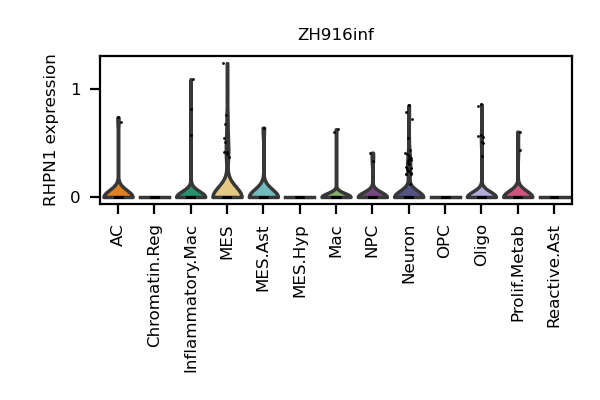 ZH916inf
RHPN1 expression
1
0
AC
Chromatin.Reg
Inflammatory.Mac
MES
MES.Ast
MES.Hyp
Mac
NPC
Neuron
OPC
Oligo
Prolif.Metab
Reactive.Ast